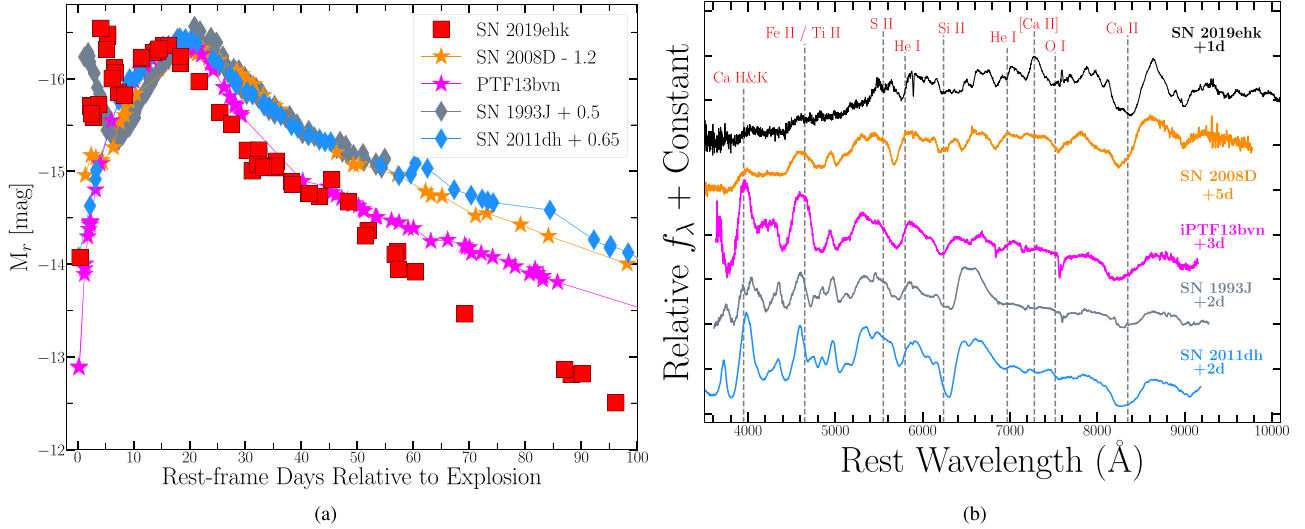 SN 2019ehk
SN 2008D - 1.2
PTF13bvn
SN 1993J + 0.5
SN 2011dh + 0.65
−16
−15
−14
−13
−12
M_r [mag]
0 10 20 30 40 50 60 70 80 90 100
Rest-frame Days Relative to Explosion
(a)
Ca H&K
Fe II / Ti II
S II
He I
Si II
He I
[Ca II]
O I
Ca II
SN 2019ehk
+1d
SN 2008D
+5d
iPTF13bvn
+3d
SN 1993J
+2d
SN 2011dh
+2d
Relative f_λ + Constant
4000 5000 6000 7000 8000 9000 10000
Rest Wavelength (Å)
(b)